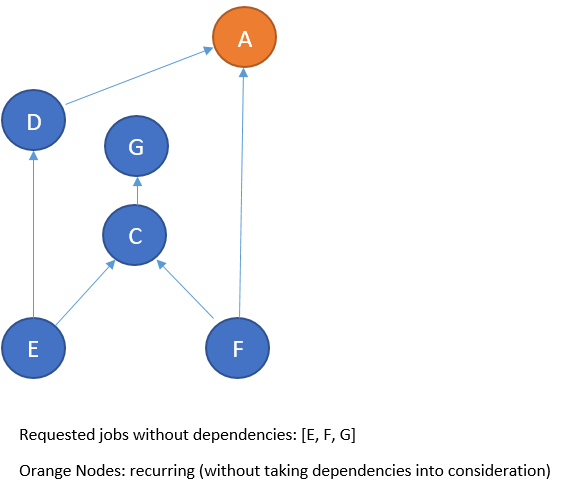 A
D
G
C
E
F
Requested jobs without dependencies: [E, F, G]
Orange Nodes: recurring (without taking dependencies into consideration)